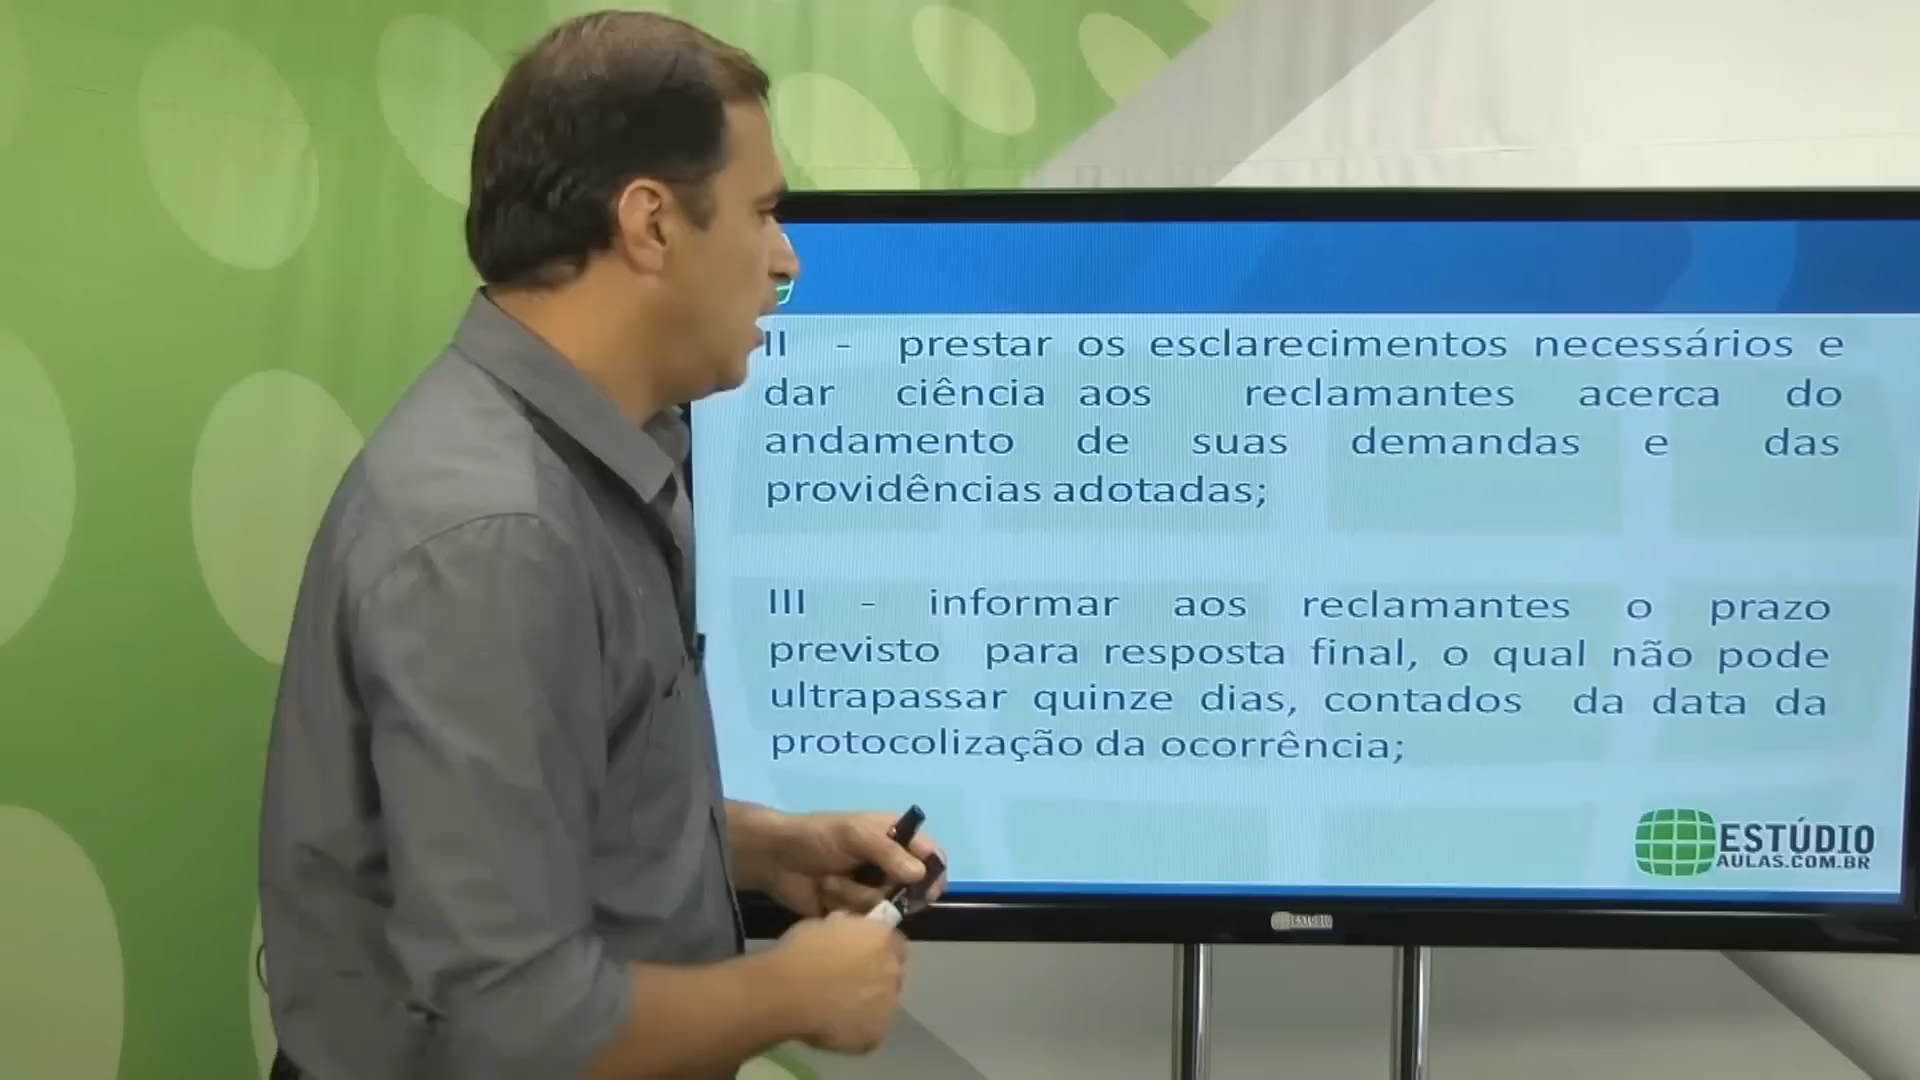 II - prestar os esclarecimentos necessários e
dar ciência aos reclamantes acerca do
andamento de suas demandas e das
providências adotadas;
III - informar aos reclamantes o prazo
previsto para resposta final, o qual não pode
ultrapassar quinze dias, contados da data da
protocolização da ocorrência;
ESTÚDIO
AULAS.COM.BR
ESTÚDIO